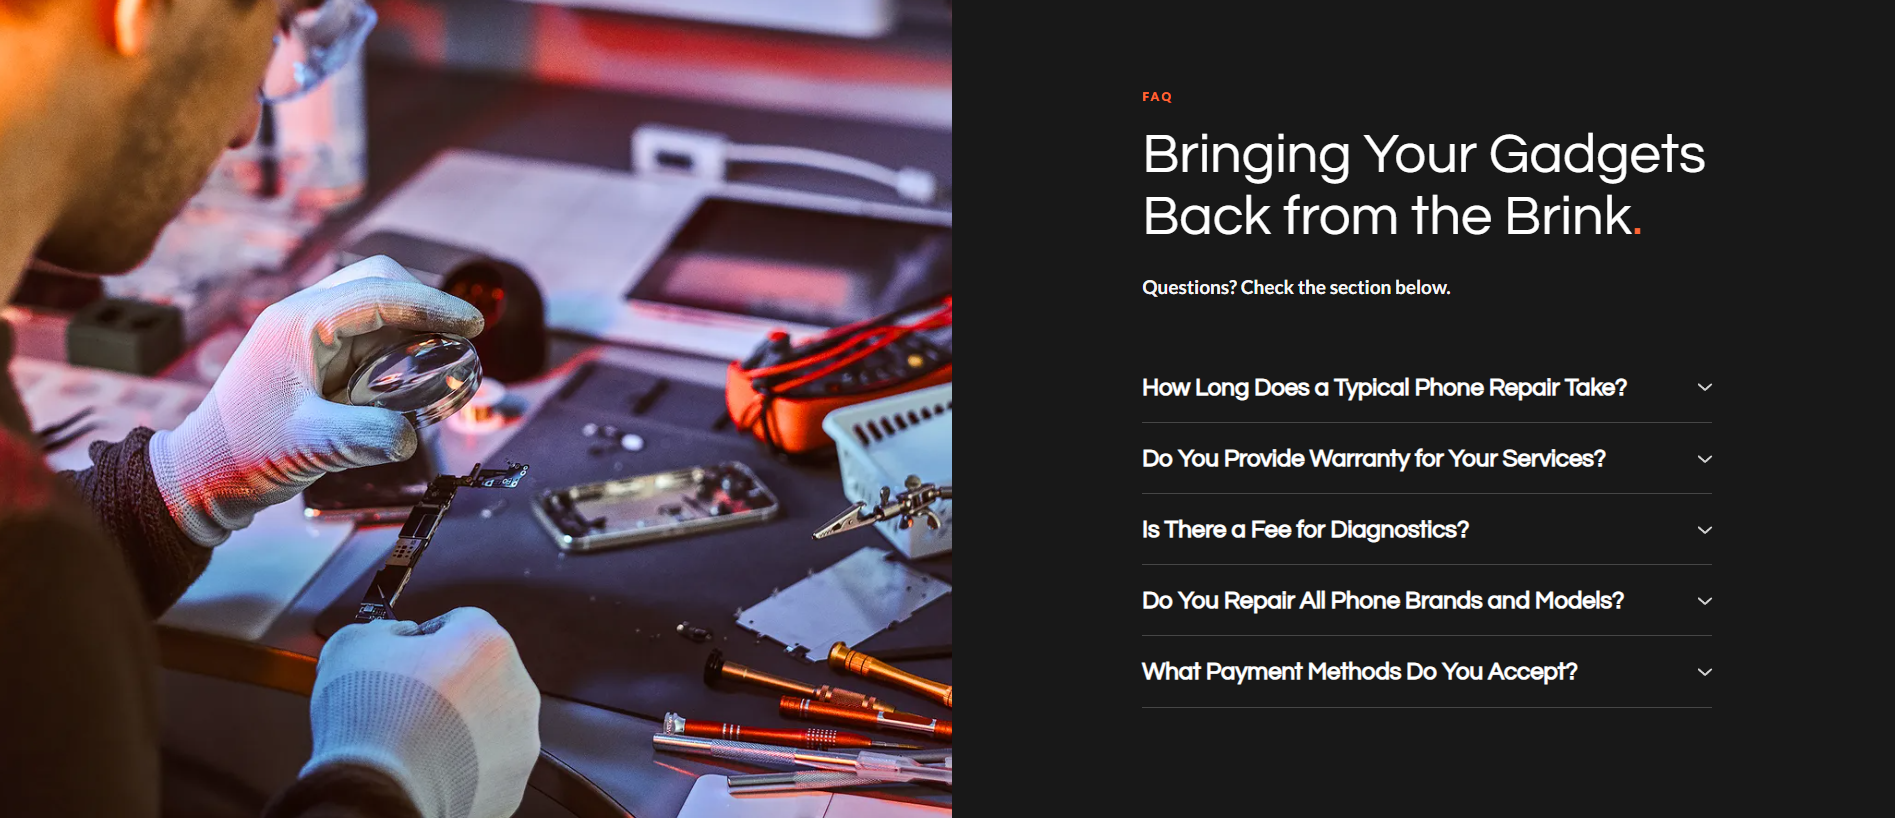 FAQ
Bringing Your Gadgets
Back from the Brink.
Questions? Check the section below.
How Long Does a Typical Phone Repair Take?
Do You Provide Warranty for Your Services?
Is There a Fee for Diagnostics?
Do You Repair All Phone Brands and Models?
What Payment Methods Do You Accept?